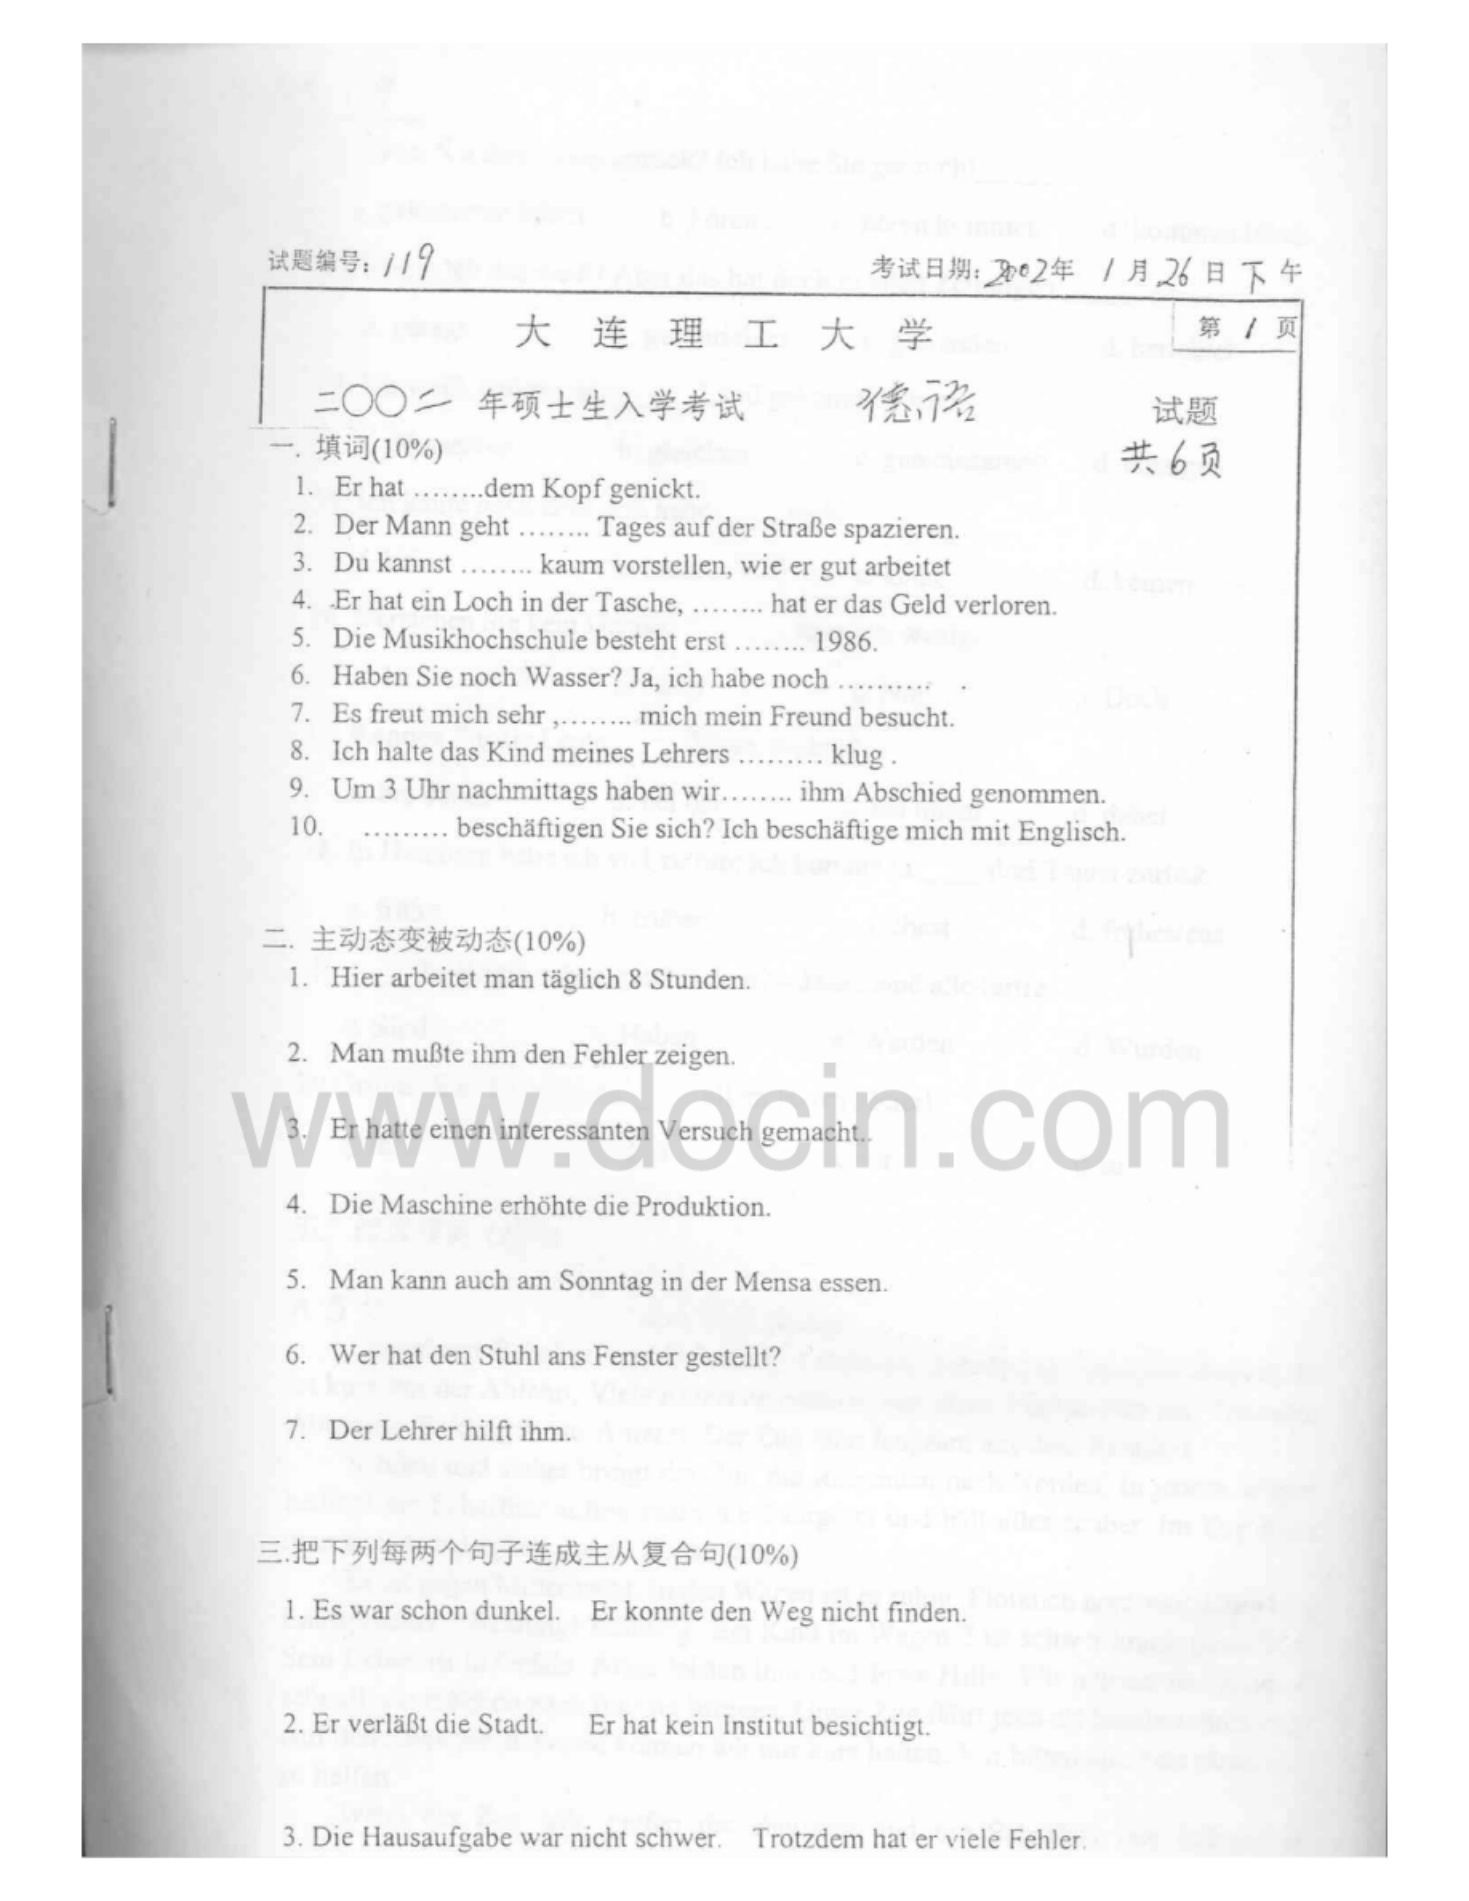 试题编号：119 考试日期：2002年 1月26日下午
大连理工大学 第 1 页
二〇〇二 年硕士生入学考试 德语 试题
共6页
一. 填词(10%)
1. Er hat ........dem Kopf genickt.
2. Der Mann geht ........ Tages auf der Straße spazieren.
3. Du kannst ........ kaum vorstellen, wie er gut arbeitet
4. Er hat ein Loch in der Tasche, ........ hat er das Geld verloren.
5. Die Musikhochschule besteht erst ........ 1986.
6. Haben Sie noch Wasser? Ja, ich habe noch .......... .
7. Es freut mich sehr ,........ mich mein Freund besucht.
8. Ich halte das Kind meines Lehrers ......... klug .
9. Um 3 Uhr nachmittags haben wir........ ihm Abschied genommen.
10. ......... beschäftigen Sie sich? Ich beschäftige mich mit Englisch.
二. 主动态变被动态(10%)
1. Hier arbeitet man täglich 8 Stunden.
2. Man mußte ihm den Fehler zeigen.
www.docin.com
3. Er hatte einen interessanten Versuch gemacht..
4. Die Maschine erhöhte die Produktion.
5. Man kann auch am Sonntag in der Mensa essen.
6. Wer hat den Stuhl ans Fenster gestellt?
7. Der Lehrer hilft ihm.
三.把下列每两个句子连成主从复合句(10%)
1. Es war schon dunkel. Er konnte den Weg nicht finden.
2. Er verläßt die Stadt. Er hat kein Institut besichtigt.
3. Die Hausaufgabe war nicht schwer. Trotzdem hat er viele Fehler.